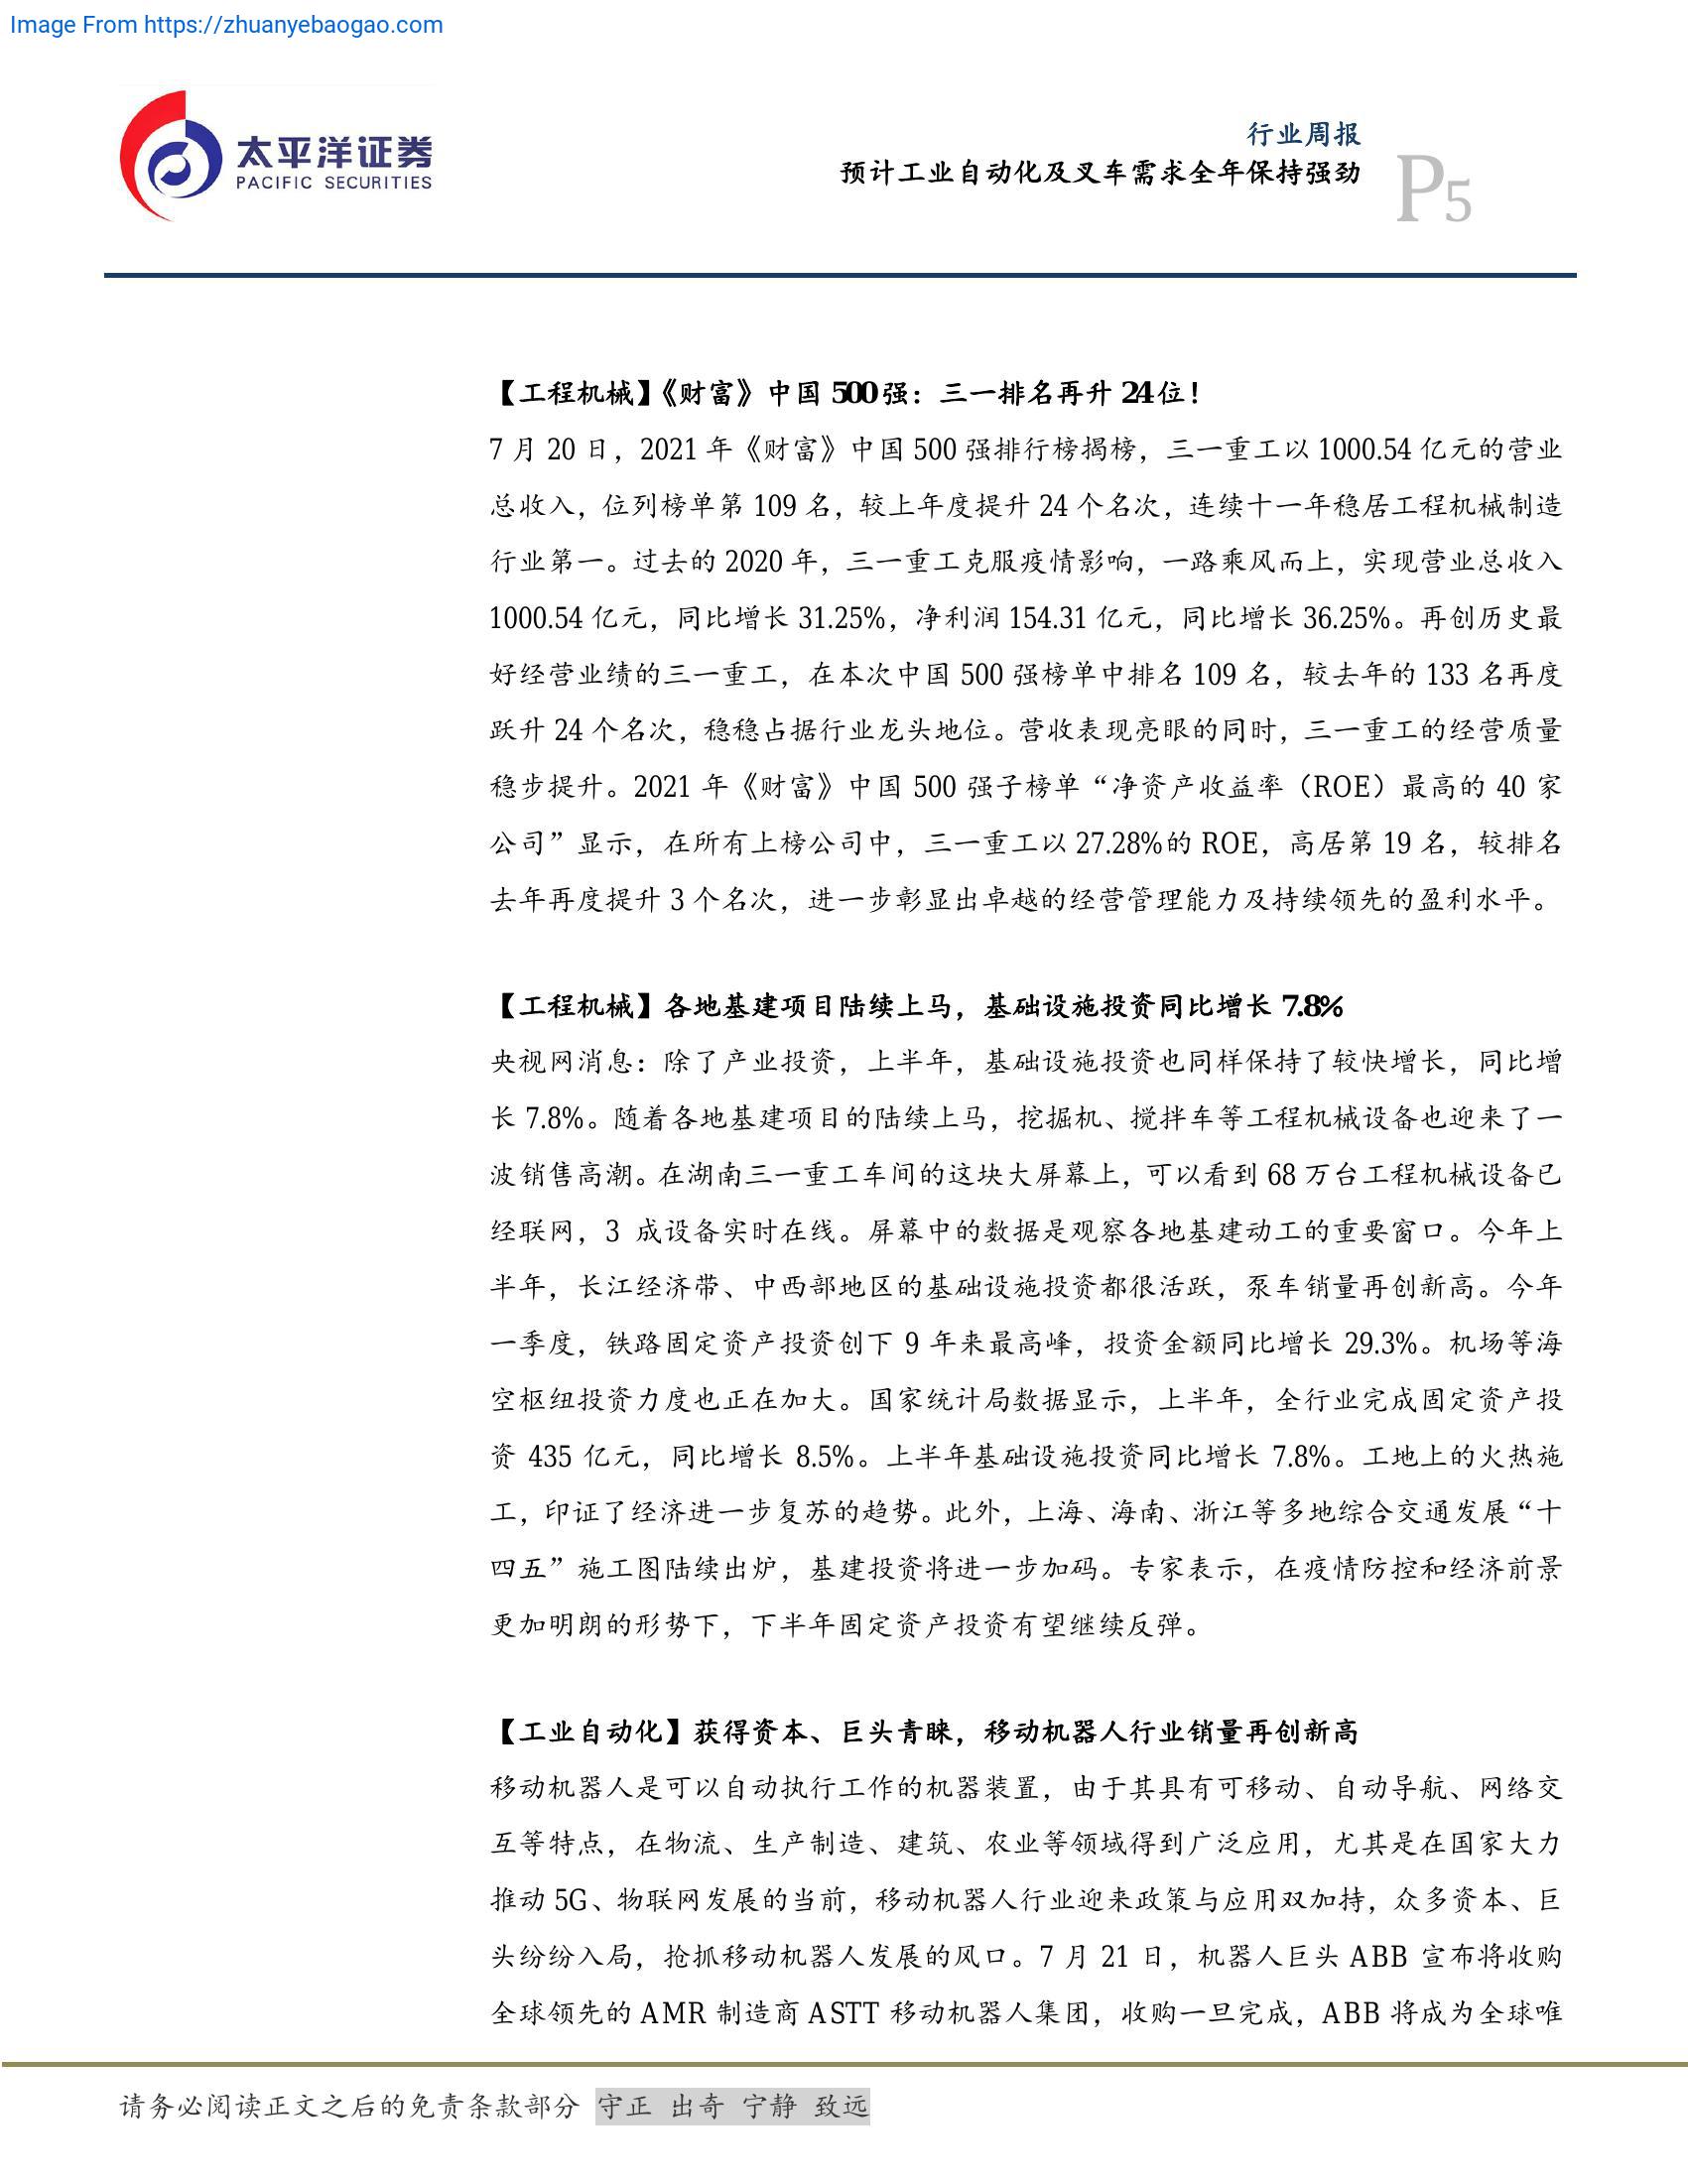 Image From https://zhuanyebaogao.com
太平洋证券
PACIFIC SECURITIES
行业周报
预计工业自动化及叉车需求全年保持强劲
P5
【工程机械】《财富》中国 500 强：三一排名再升 24 位！
7 月 20 日，2021 年《财富》中国 500 强排行榜揭榜，三一重工以 1000.54 亿元的营业
总收入，位列榜单第 109 名，较上年度提升 24 个名次，连续十一年稳居工程机械制造
行业第一。过去的 2020 年，三一重工克服疫情影响，一路乘风而上，实现营业总收入
1000.54 亿元，同比增长 31.25%，净利润 154.31 亿元，同比增长 36.25%。再创历史最
好经营业绩的三一重工，在本次中国 500 强榜单中排名 109 名，较去年的 133 名再度
跃升 24 个名次，稳稳占据行业龙头地位。营收表现亮眼的同时，三一重工的经营质量
稳步提升。2021 年《财富》中国 500 强子榜单“净资产收益率（ROE）最高的 40 家
公司”显示，在所有上榜公司中，三一重工以 27.28%的 ROE，高居第 19 名，较排名
去年再度提升 3 个名次，进一步彰显出卓越的经营管理能力及持续领先的盈利水平。
【工程机械】各地基建项目陆续上马，基础设施投资同比增长 7.8%
央视网消息：除了产业投资，上半年，基础设施投资也同样保持了较快增长，同比增
长 7.8%。随着各地基建项目的陆续上马，挖掘机、搅拌车等工程机械设备也迎来了一
波销售高潮。在湖南三一重工车间的这块大屏幕上，可以看到 68 万台工程机械设备已
经联网，3 成设备实时在线。屏幕中的数据是观察各地基建动工的重要窗口。今年上
半年，长江经济带、中西部地区的基础设施投资都很活跃，泵车销量再创新高。今年
一季度，铁路固定资产投资创下 9 年来最高峰，投资金额同比增长 29.3%。机场等海
空枢纽投资力度也正在加大。国家统计局数据显示，上半年，全行业完成固定资产投
资 435 亿元，同比增长 8.5%。上半年基础设施投资同比增长 7.8%。工地上的火热施
工，印证了经济进一步复苏的趋势。此外，上海、海南、浙江等多地综合交通发展“十
四五”施工图陆续出炉，基建投资将进一步加码。专家表示，在疫情防控和经济前景
更加明朗的形势下，下半年固定资产投资有望继续反弹。
【工业自动化】获得资本、巨头青睐，移动机器人行业销量再创新高
移动机器人是可以自动执行工作的机器装置，由于其具有可移动、自动导航、网络交
互等特点，在物流、生产制造、建筑、农业等领域得到广泛应用，尤其是在国家大力
推动 5G、物联网发展的当前，移动机器人行业迎来政策与应用双加持，众多资本、巨
头纷纷入局，抢抓移动机器人发展的风口。7 月 21 日，机器人巨头 ABB 宣布将收购
全球领先的 AMR 制造商 ASTT 移动机器人集团，收购一旦完成，ABB 将成为全球唯
请务必阅读正文之后的免责条款部分 守正 出奇 宁静 致远